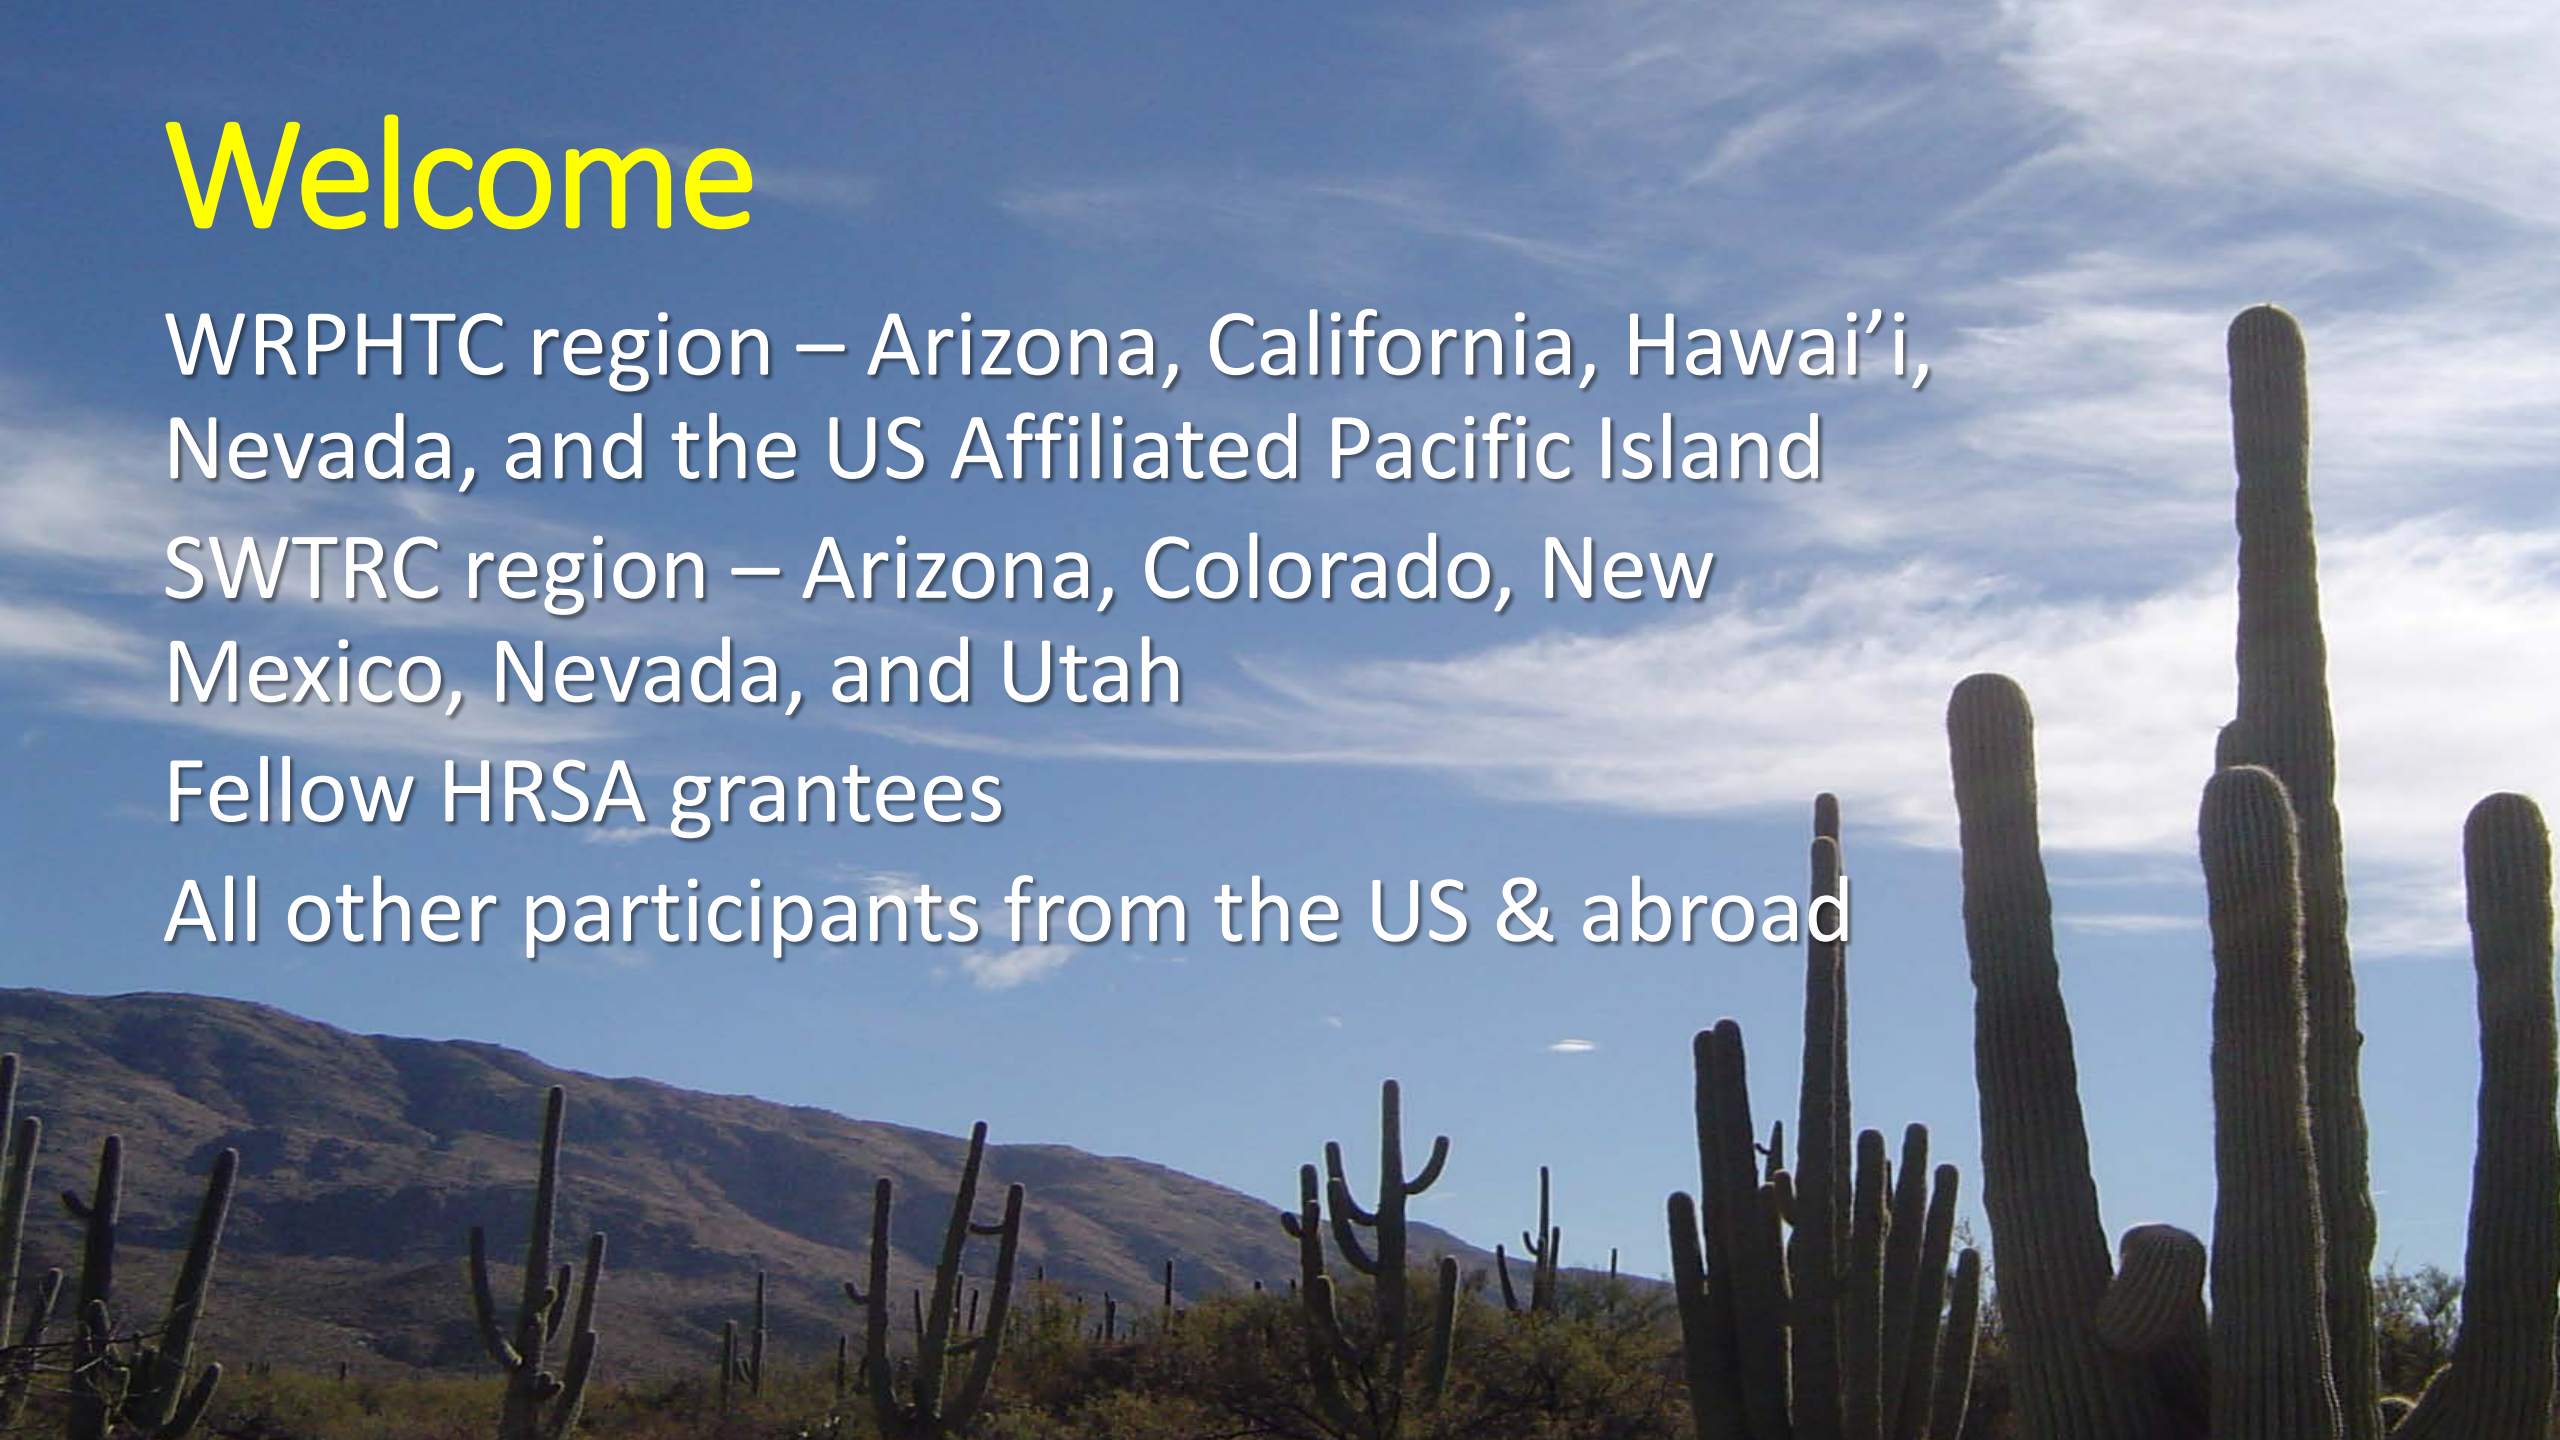 Welcome
WRPHTC region – Arizona, California, Hawai’i,
Nevada, and the US Affiliated Pacific Island
SWTRC region – Arizona, Colorado, New
Mexico, Nevada, and Utah
Fellow HRSA grantees
All other participants from the US & abroad